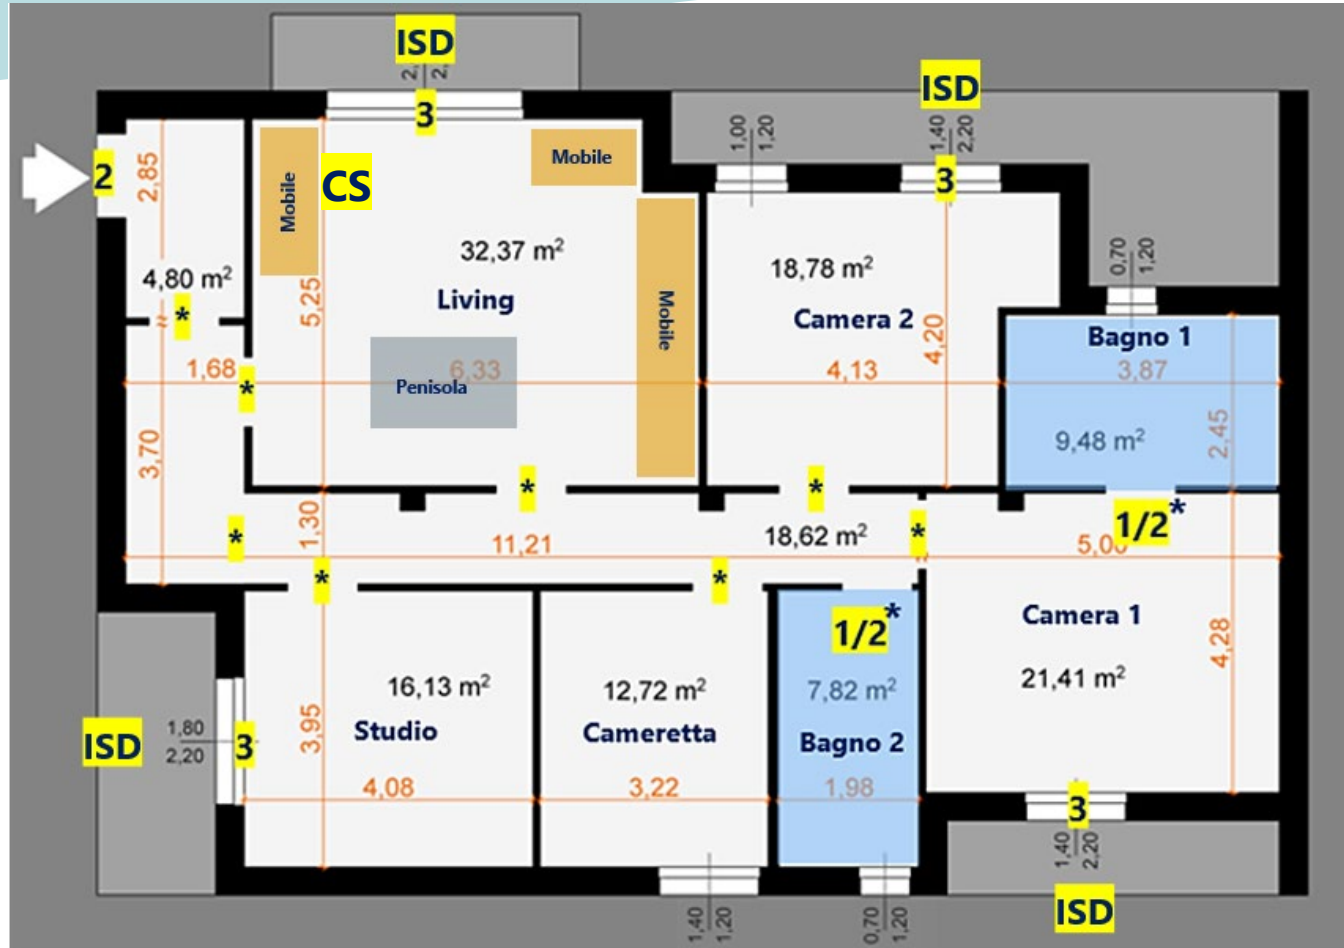 ISD
2, 2,
3
ISD
1,00 1,20
1,40 2,20
3
2
2,85
Mobile
CS
Mobile
32,37 m²
18,78 m²
0,70 1,20
4,80 m²
*
5,25
Living
Mobile
Camera 2
4,20
Bagno 1
1,68
*
6,33
Penisola
4,13
3,87
9,48 m²
2,45
3,70
*
*
1,30
*
11,21
18,62 m²
*
1/2*
5,00
*
*
1/2*
Camera 1
21,41 m²
4,28
16,13 m²
12,72 m²
7,82 m²
Studio
Cameretta
Bagno 2
ISD
1,80
2,20
3
3,95
4,08
3,22
1,98
3
1,40 2,20
ISD
1,40 1,20
0,70 1,20